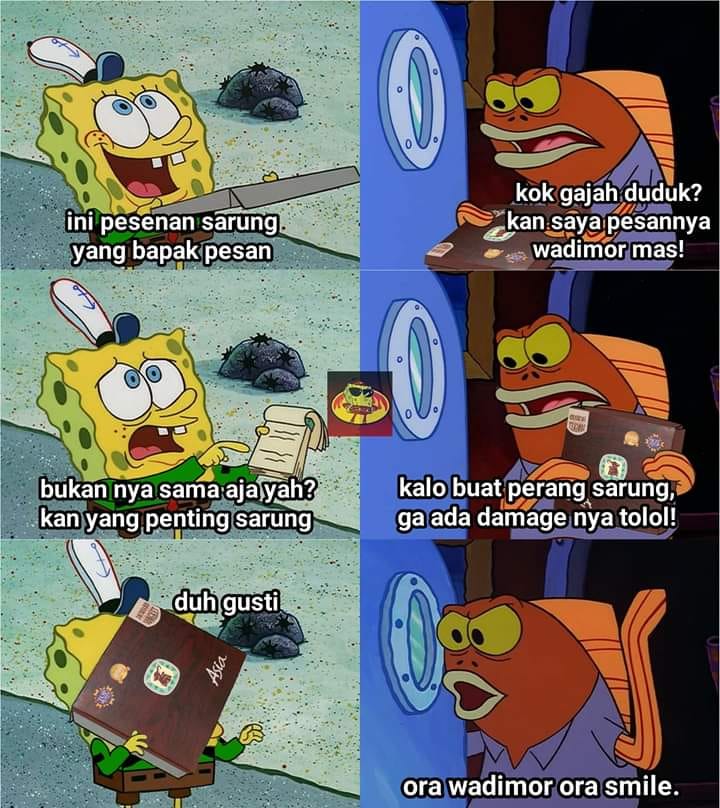 ini pesenan sarung
yang bapak pesan
kok gajah duduk?
kan saya pesannya
wadimor mas!
bukan nya sama aja yah?
kan yang penting sarung
kalo buat perang sarung,
ga ada damage nya tolol!
duh gusti
Asia
ora wadimor ora smile.